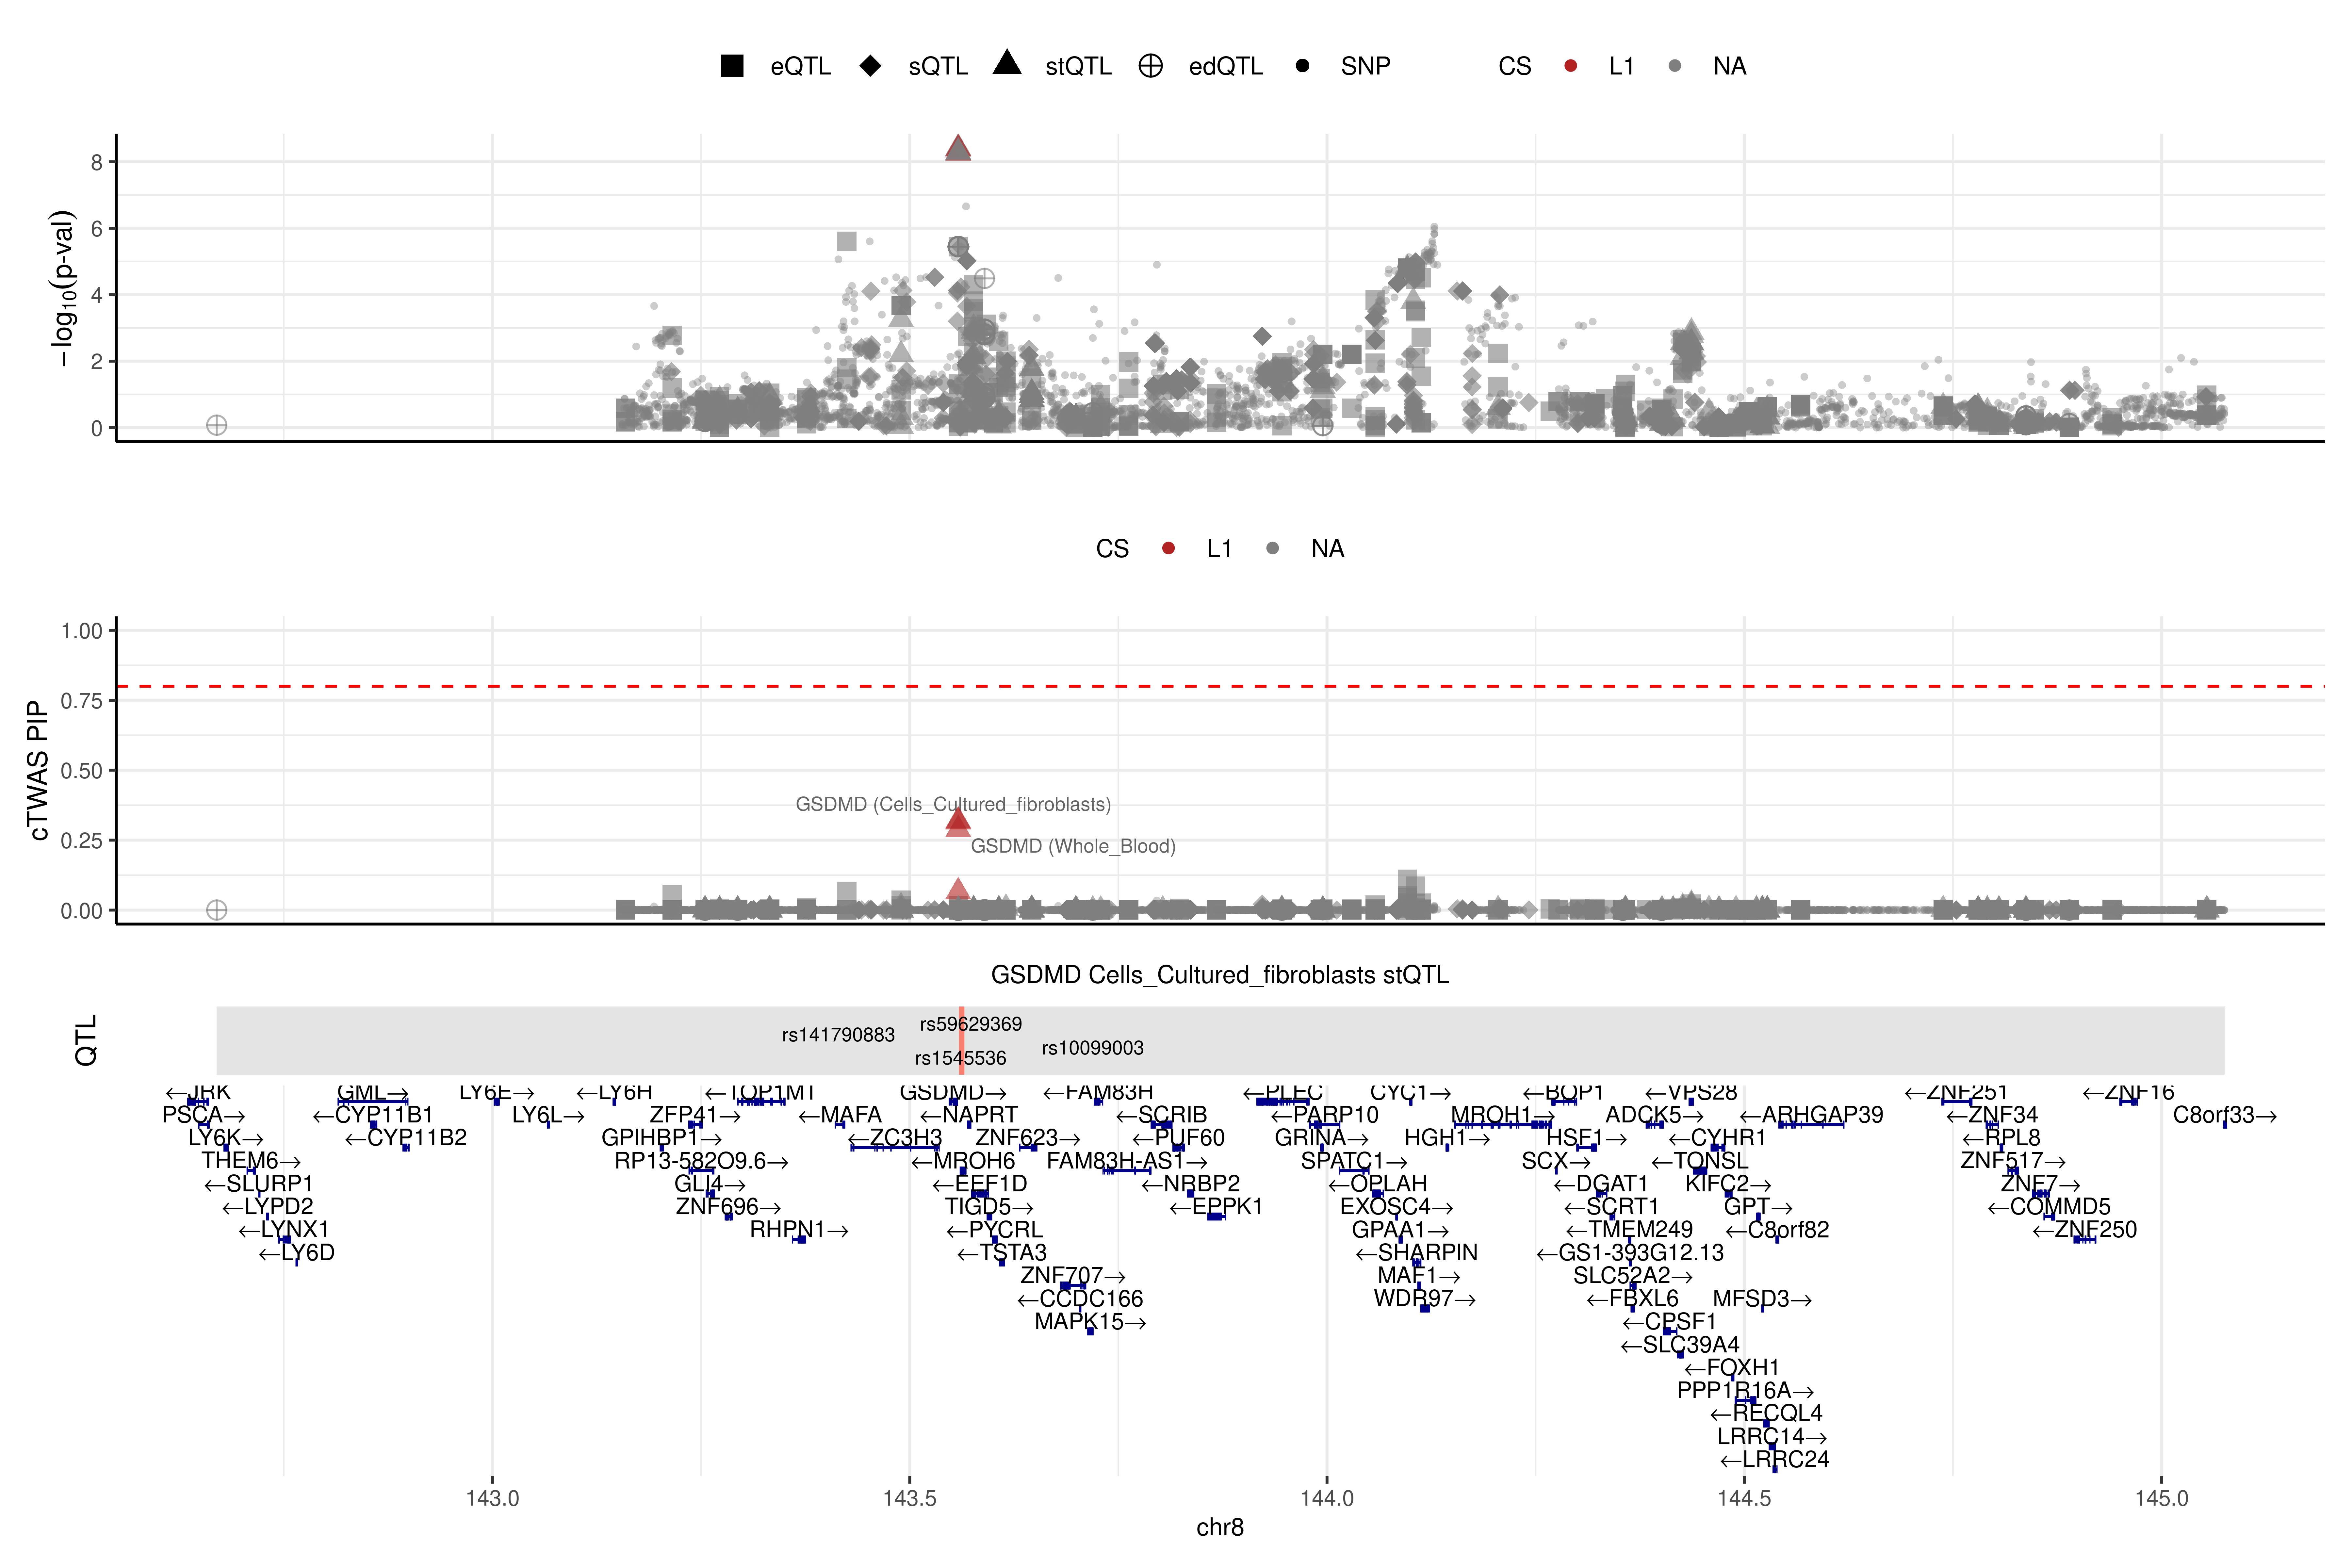 eQTL sQTL stQTL edQTL SNP CS L1 NA
8
6
4
2
0
−log10(p-val)
CS L1 NA
1.00
0.75
0.50
0.25
0.00
cTWAS PIP
GSDMD (Cells_Cultured_fibroblasts)
GSDMD (Whole_Blood)
GSDMD Cells_Cultured_fibroblasts stQTL
QTL
rs59629369
rs141790883
rs10099003
rs1545536
←JRK GML→ LY6E→ ←LY6H ←TOP1MT GSDMD→ ←FAM83H ←PLEC CYC1→ ←BOP1 ←VPS28 ←ZNF251 ←ZNF16
PSCA→ ←CYP11B1 LY6L→ ZFP41→ ←MAFA ←NAPRT ←SCRIB ←PARP10 MROH1→ ADCK5→ ←ARHGAP39 ←ZNF34 C8orf33→
LY6K→ ←CYP11B2 GPIHBP1→ ←ZC3H3 ZNF623→ ←PUF60 GRINA→ HGH1→ HSF1→ ←CYHR1 ←RPL8
THEM6→ RP13-582O9.6→ ←MROH6 FAM83H-AS1→ SPATC1→ SCX→ ←TONSL ZNF517→
←SLURP1 GLI4→ ←EEF1D ←NRBP2 ←OPLAH ←DGAT1 KIFC2→ ZNF7→
←LYPD2 ZNF696→ TIGD5→ ←EPPK1 EXOSC4→ ←SCRT1 GPT→ ←COMMD5
←LYNX1 RHPN1→ ←PYCRL GPAA1→ ←TMEM249 ←C8orf82 ←ZNF250
←LY6D ←TSTA3 ←SHARPIN ←GS1-393G12.13
ZNF707→ MAF1→ SLC52A2→
←CCDC166 WDR97→ ←FBXL6 MFSD3→
MAPK15→ ←CPSF1
←SLC39A4
←FOXH1
PPP1R16A→
←RECQL4
LRRC14→
←LRRC24
143.0 143.5 144.0 144.5 145.0
chr8